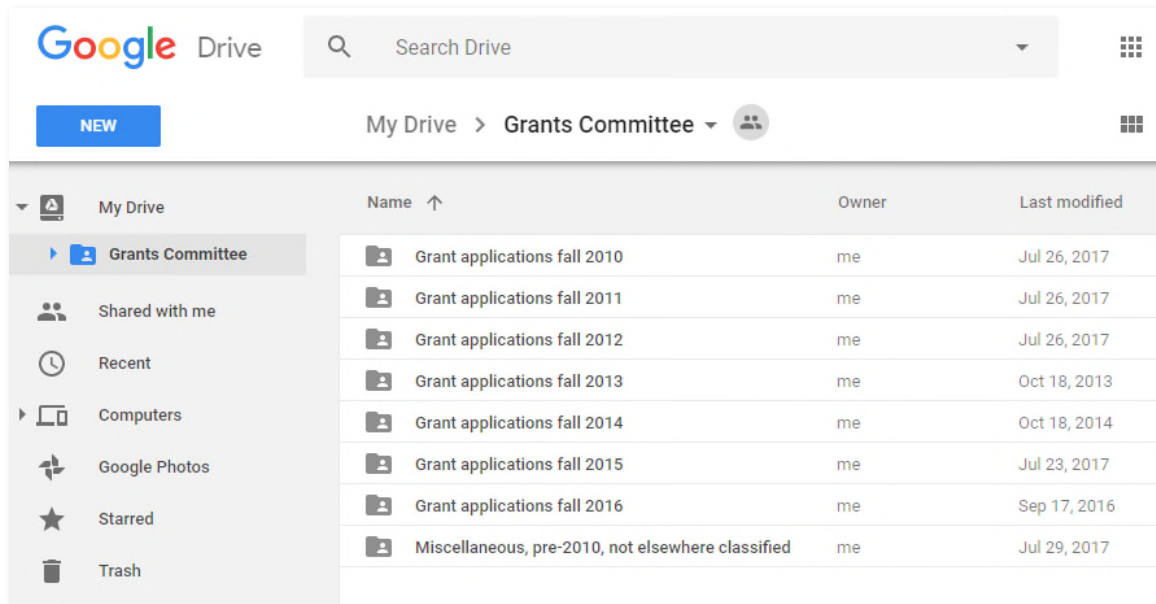 Google Drive
Search Drive
NEW
My Drive > Grants Committee
My Drive
Grants Committee
Shared with me
Recent
Computers
Google Photos
Starred
Trash
Name Owner Last modified
Grant applications fall 2010 me Jul 26, 2017
Grant applications fall 2011 me Jul 26, 2017
Grant applications fall 2012 me Jul 26, 2017
Grant applications fall 2013 me Oct 18, 2013
Grant applications fall 2014 me Oct 18, 2014
Grant applications fall 2015 me Jul 23, 2017
Grant applications fall 2016 me Sep 17, 2016
Miscellaneous, pre-2010, not elsewhere classified me Jul 29, 2017